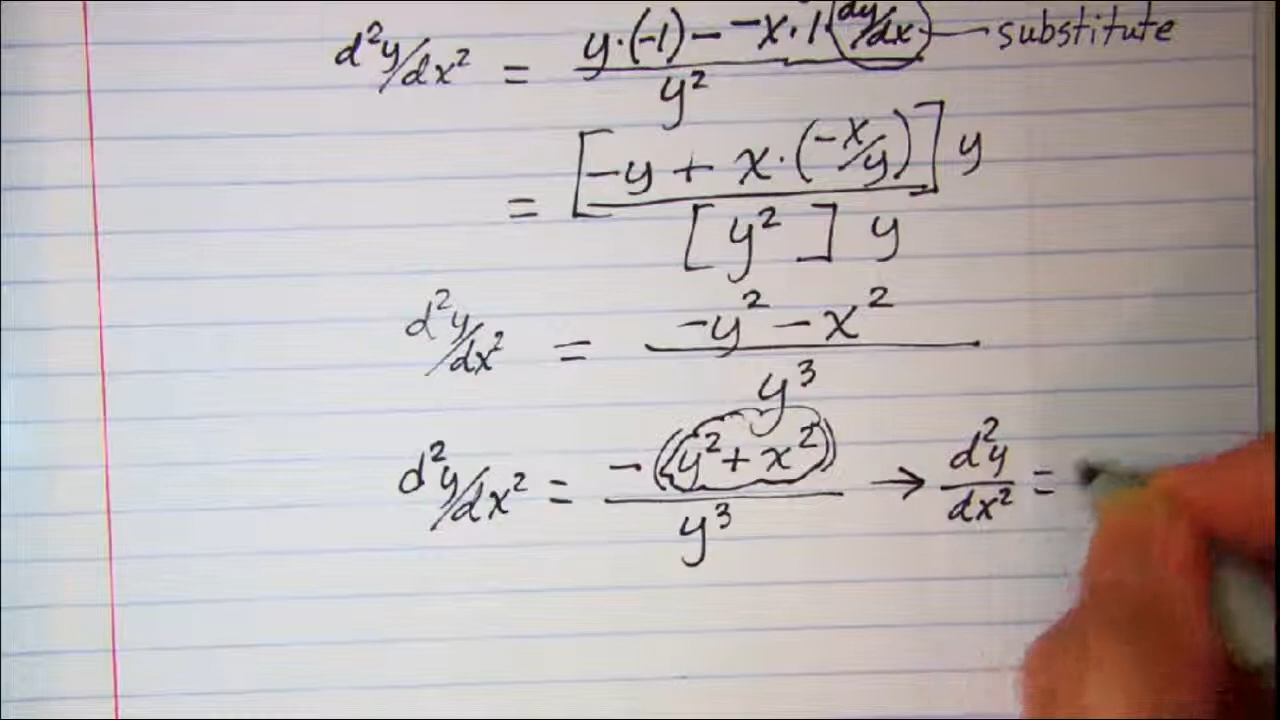 d²y/dx² = y·(-1) - -x·1(dy/dx) / y² — substitute
= [-y + x·(-x/y)] y / [y²] y
d²y/dx² = -y² - x² / y³
d²y/dx² = -(y² + x²) / y³ → d²y/dx² =